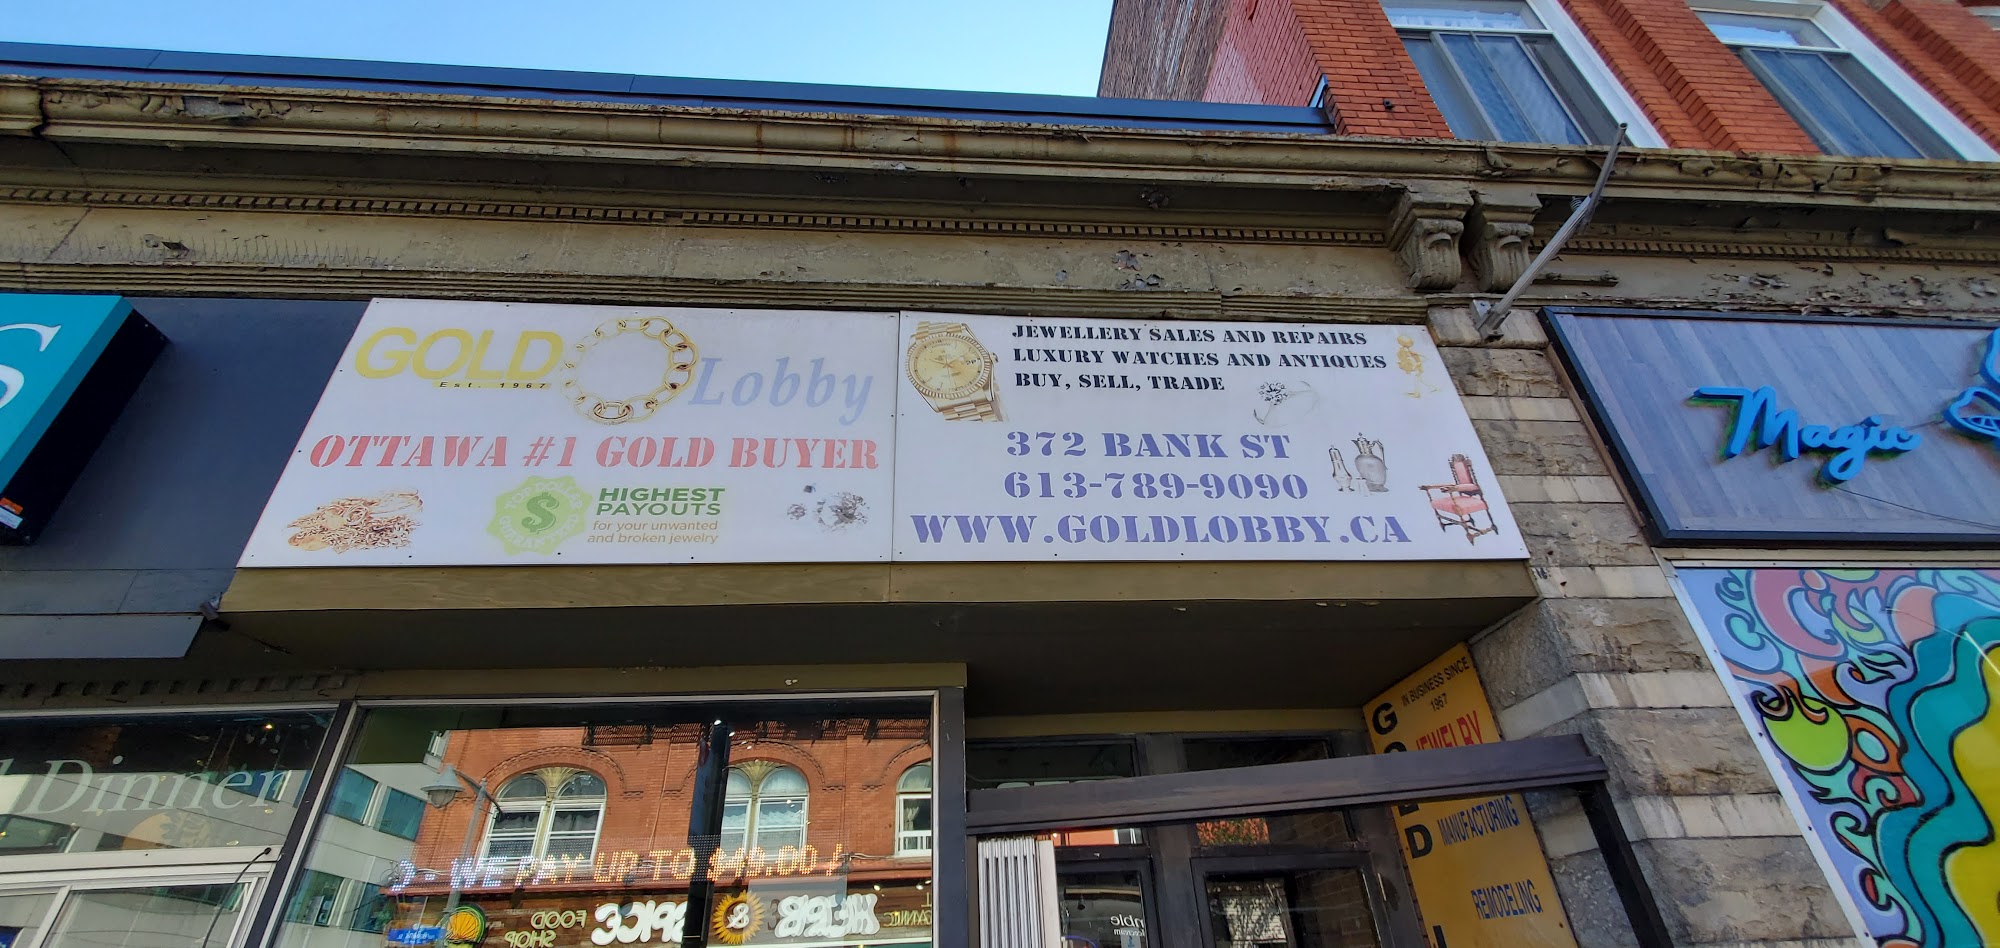 S
GOLD
Est. 1967
Lobby
OTTAWA #1 GOLD BUYER
$
HIGHEST
PAYOUTS
for your unwanted
and broken jewelry
JEWELLERY SALES AND REPAIRS
LUXURY WATCHES AND ANTIQUES
BUY, SELL, TRADE
372 BANK ST
613-789-9090
WWW.GOLDLOBBY.CA
Magic
IN BUSINESS SINCE
1967
JEWELRY
MANUFACTURING
REMODELING
Dinner
WE PAY UP TO
FOOD
SHOP
SPICE
&
HERB